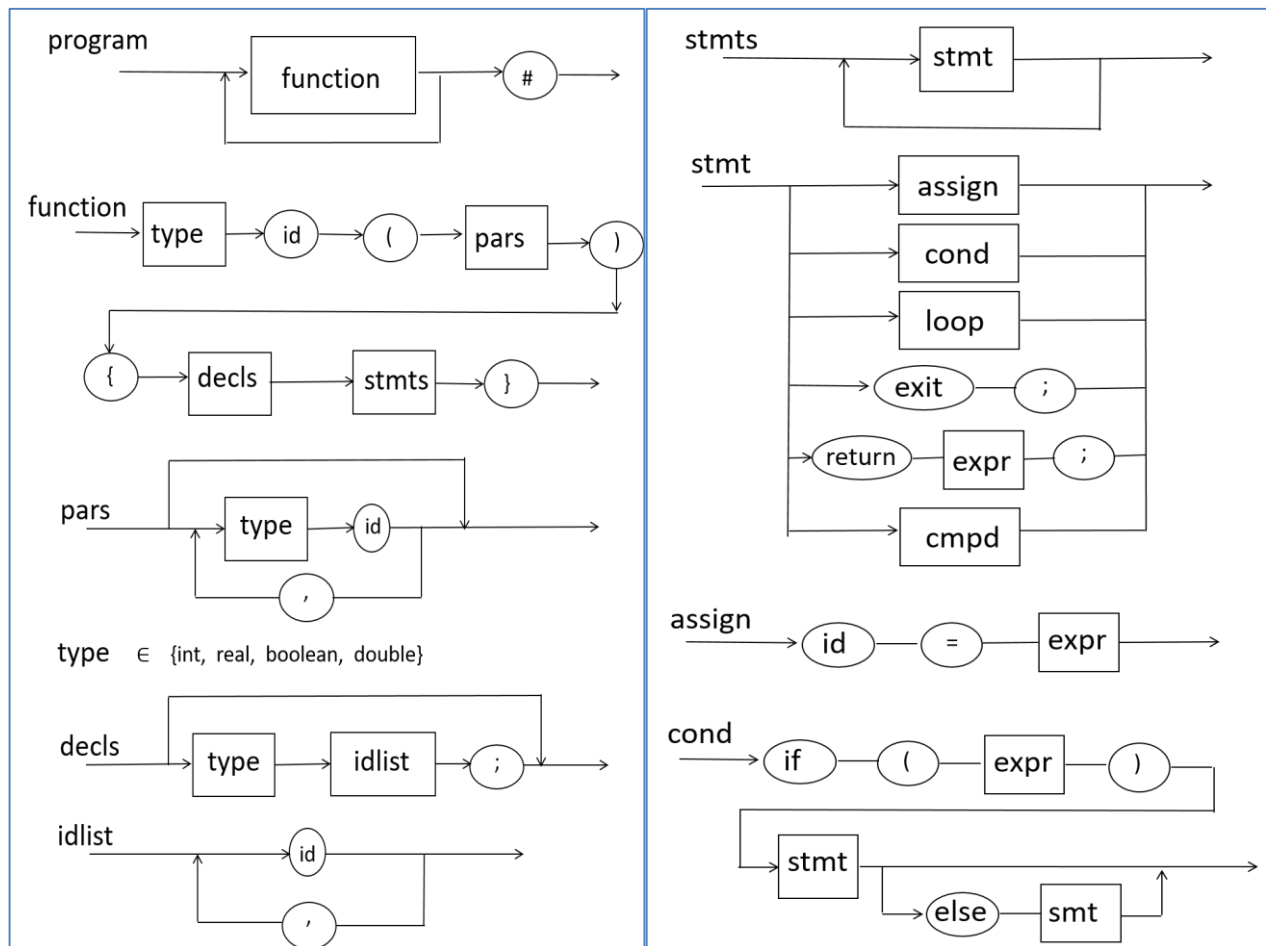 program
function #
function type id ( pars )
{ decls stmts }
pars type id
,
type ∈ {int, real, boolean, double}
decls type idlist ;
idlist id
,
stmts stmt
stmt assign
cond
loop
exit ;
return expr ;
cmpd
assign id = expr
cond if ( expr )
stmt
else smt